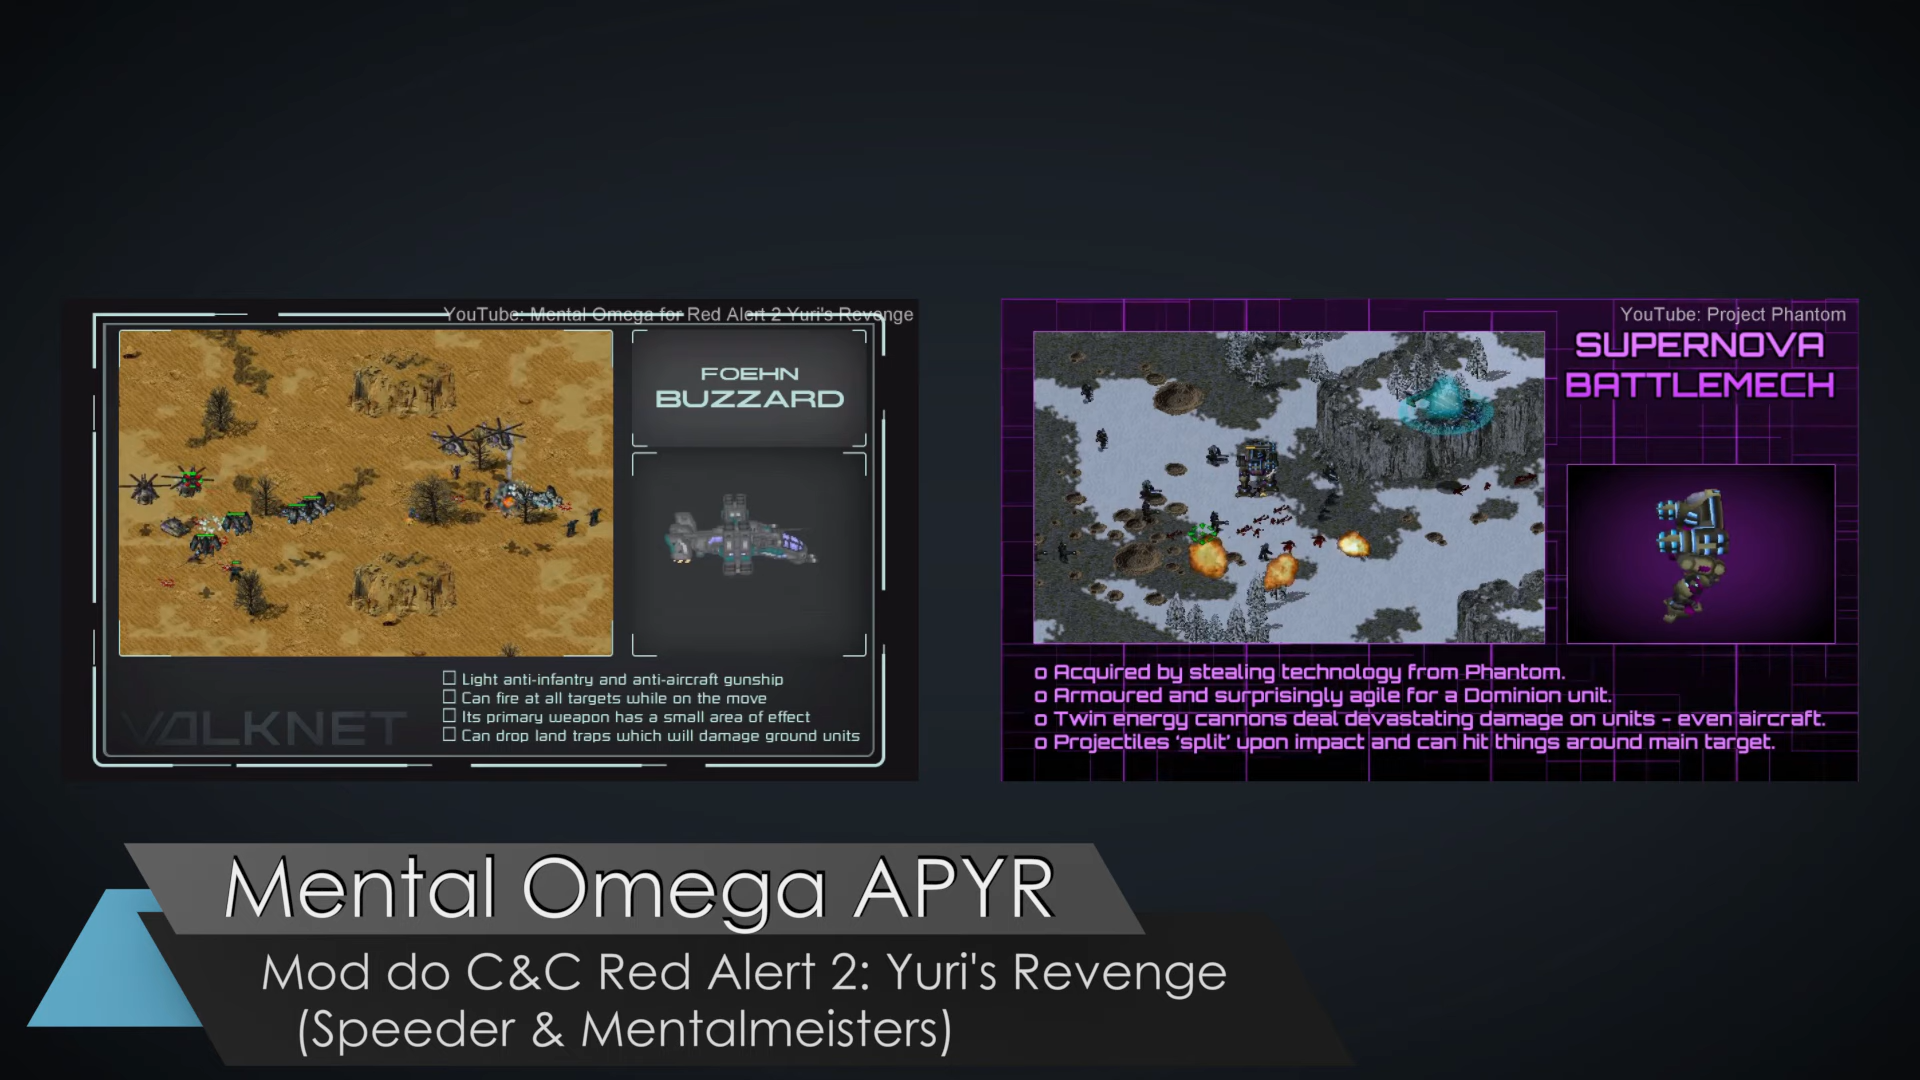 YouTube: Mental Omega for Red Alert 2 Yuri's Revenge
FOEHN
BUZZARD
VOLKNET
Light anti-infantry and anti-aircraft gunship
Can fire at all targets while on the move
Its primary weapon has a small area of effect
Can drop land traps which will damage ground units
YouTube: Project Phantom
SUPERNOVA
BATTLEMECH
o Acquired by stealing technology from Phantom.
o Armoured and surprisingly agile for a Dominion unit.
o Twin energy cannons deal devastating damage on units - even aircraft.
o Projectiles 'split' upon impact and can hit things around main target.
Mental Omega APYR
Mod do C&C Red Alert 2: Yuri's Revenge
(Speeder & Mentalmeisters)